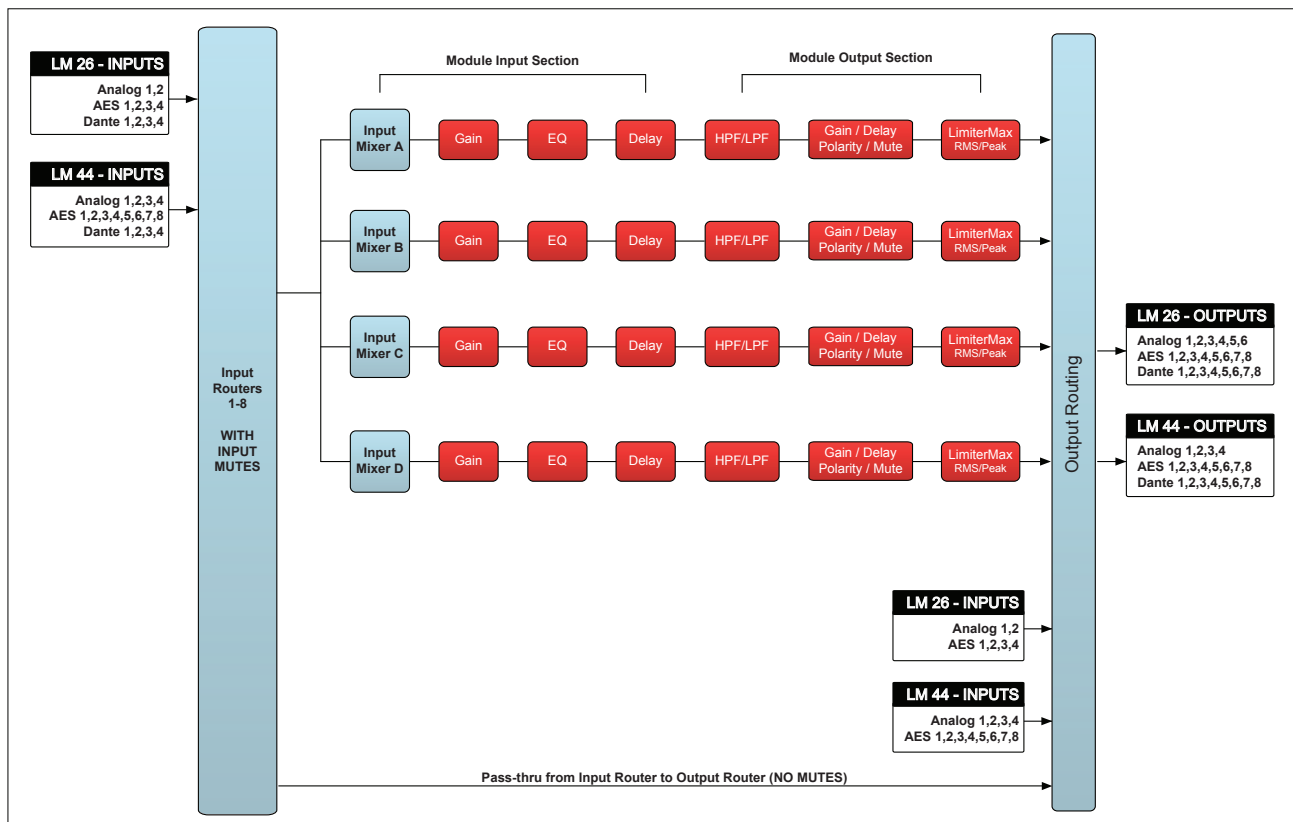 LM 26 - INPUTS
Analog 1,2
AES 1,2,3,4
Dante 1,2,3,4
LM 44 - INPUTS
Analog 1,2,3,4
AES 1,2,3,4,5,6,7,8
Dante 1,2,3,4
Input
Routers
1-8
WITH
INPUT
MUTES
Module Input Section
Module Output Section
Input
Mixer A
Gain
EQ
Delay
HPF/LPF
Gain / Delay
Polarity / Mute
LimiterMax
RMS/Peak
Input
Mixer B
Gain
EQ
Delay
HPF/LPF
Gain / Delay
Polarity / Mute
LimiterMax
RMS/Peak
Input
Mixer C
Gain
EQ
Delay
HPF/LPF
Gain / Delay
Polarity / Mute
LimiterMax
RMS/Peak
Input
Mixer D
Gain
EQ
Delay
HPF/LPF
Gain / Delay
Polarity / Mute
LimiterMax
RMS/Peak
Output Routing
LM 26 - OUTPUTS
Analog 1,2,3,4,5,6
AES 1,2,3,4,5,6,7,8
Dante 1,2,3,4,5,6,7,8
LM 44 - OUTPUTS
Analog 1,2,3,4
AES 1,2,3,4,5,6,7,8
Dante 1,2,3,4,5,6,7,8
LM 26 - INPUTS
Analog 1,2
AES 1,2,3,4
LM 44 - INPUTS
Analog 1,2,3,4
AES 1,2,3,4,5,6,7,8
Pass-thru from Input Router to Output Router (NO MUTES)